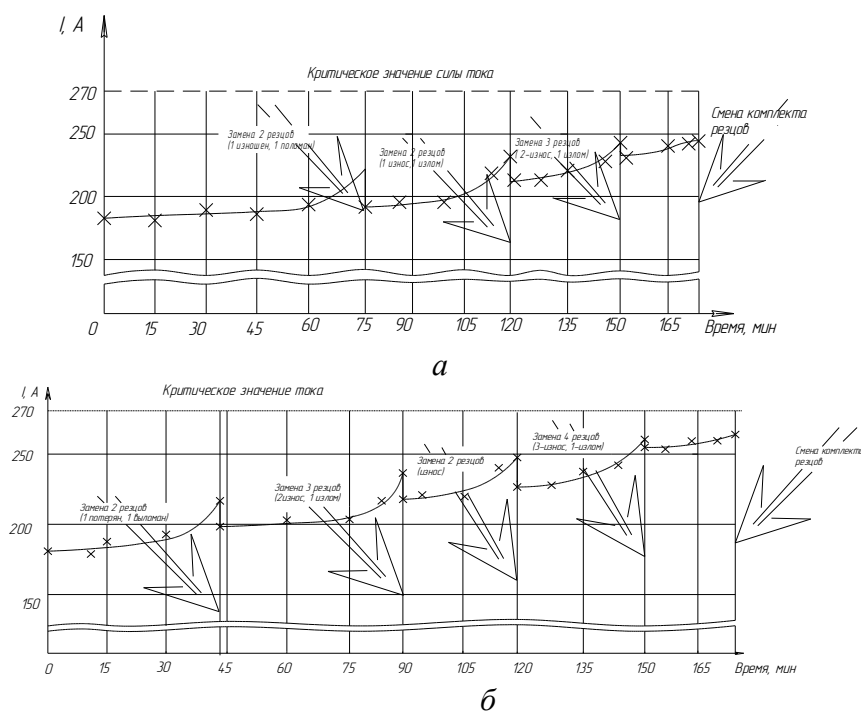 I, А
Критическое значение силы тока
270
250
Замена 2 резцов
(1 изношен, 1 поломан)
Замена 2 резцов
(1 износ, 1 излом)
Замена 3 резцов
( 2-износ, 1 излом)
Смена комплекта
резцов
200
150
0 15 30 45 60 75 90 105 120 135 150 165 Время, мин
а
Критическое значение тока
I, А
270
250
Замена 4 резцов
(3-износ, 1-излом)
Замена 2 резцов
(износ)
Смена комплекта
резцов
Замена 3 резцов
(2износ, 1 излом)
Замена 2 резцов
(1 потерян, 1 выломан)
200
150
0 15 30 45 60 75 90 105 120 135 150 165 Время, мин
б